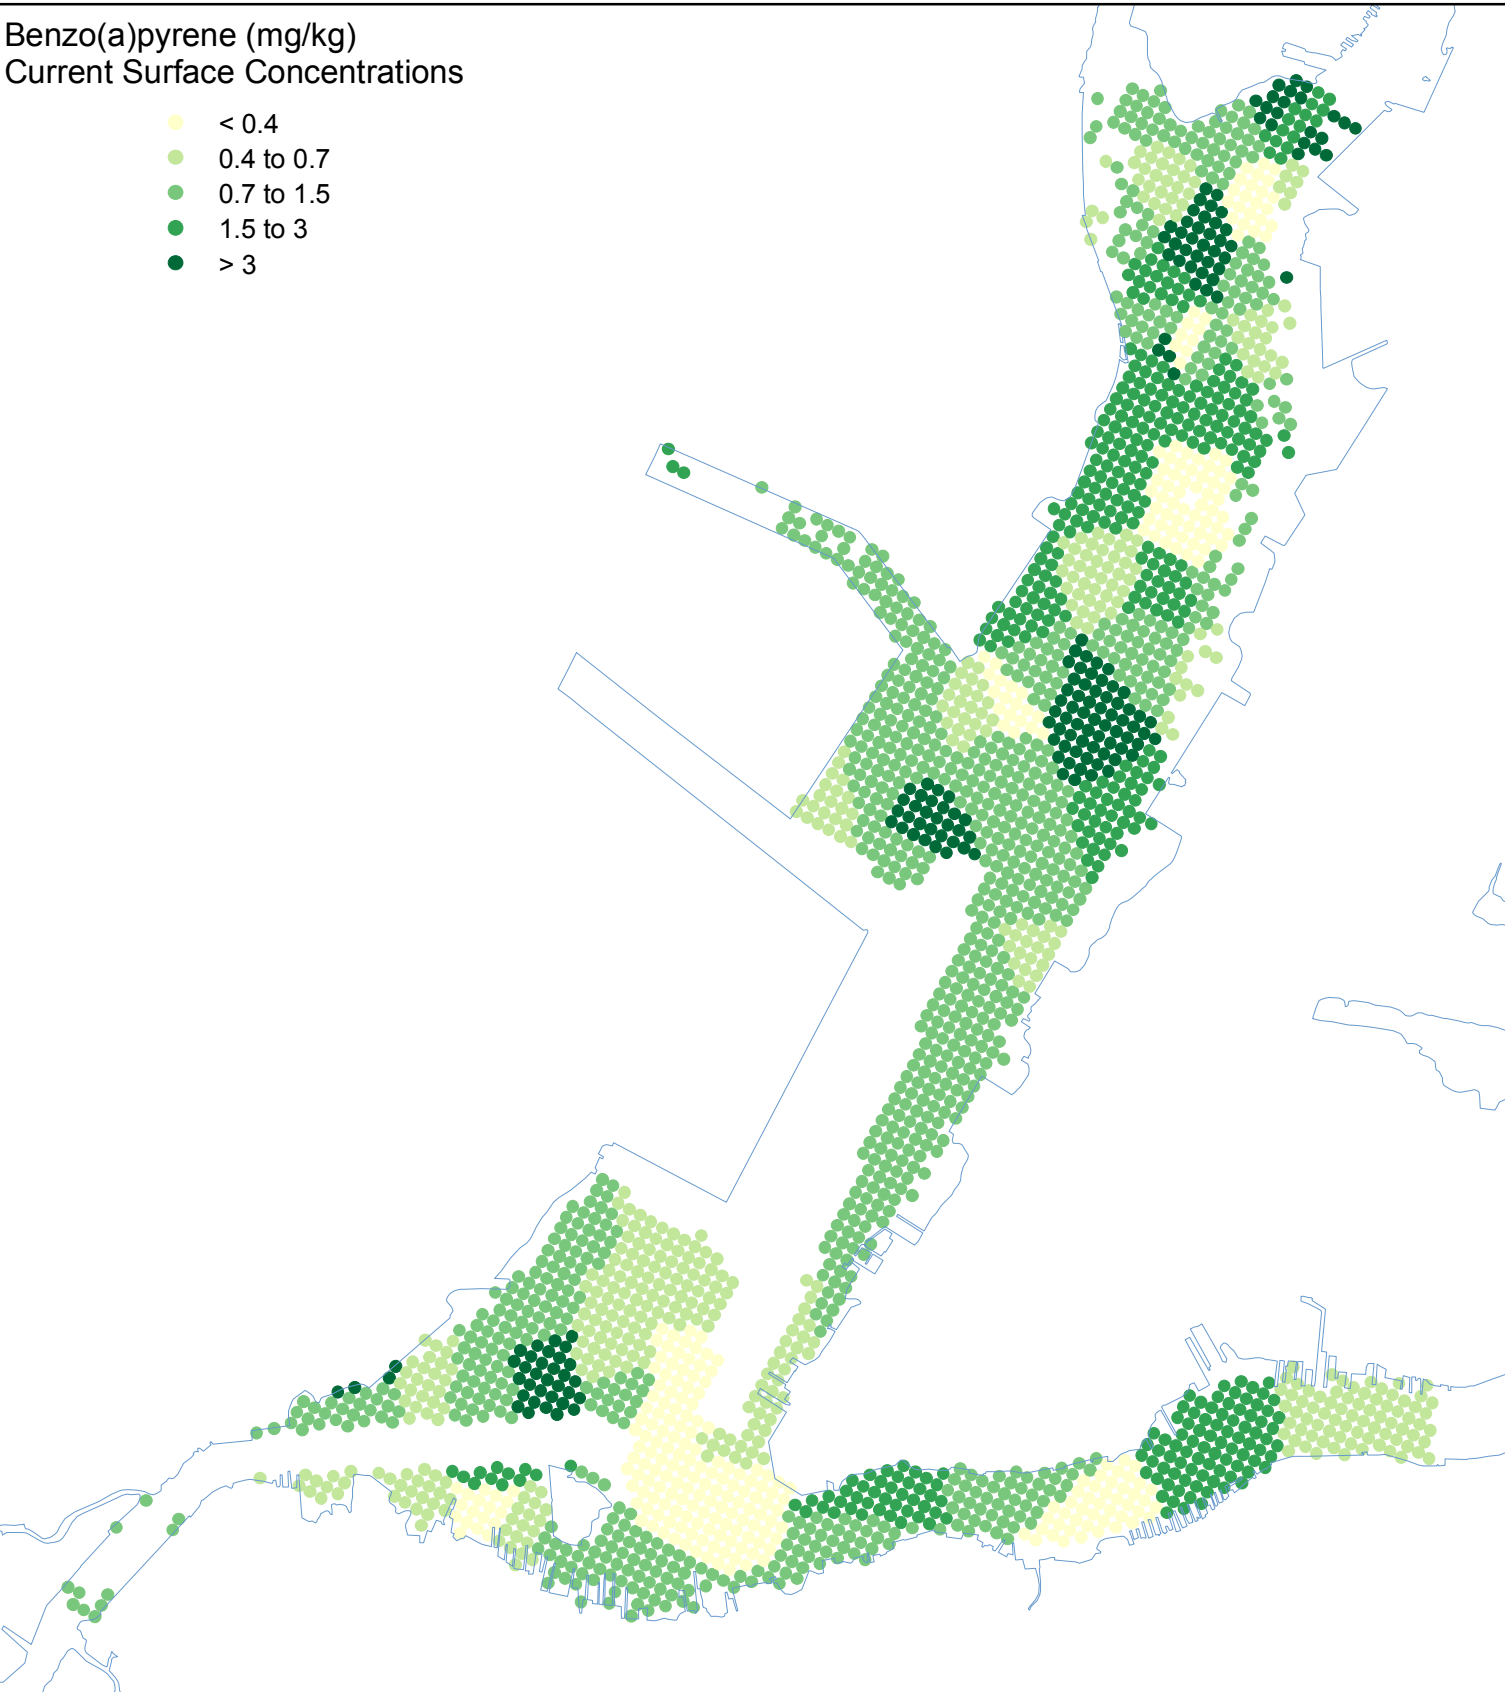 Benzo(a)pyrene (mg/kg)
Current Surface Concentrations
< 0.4
0.4 to 0.7
0.7 to 1.5
1.5 to 3
> 3